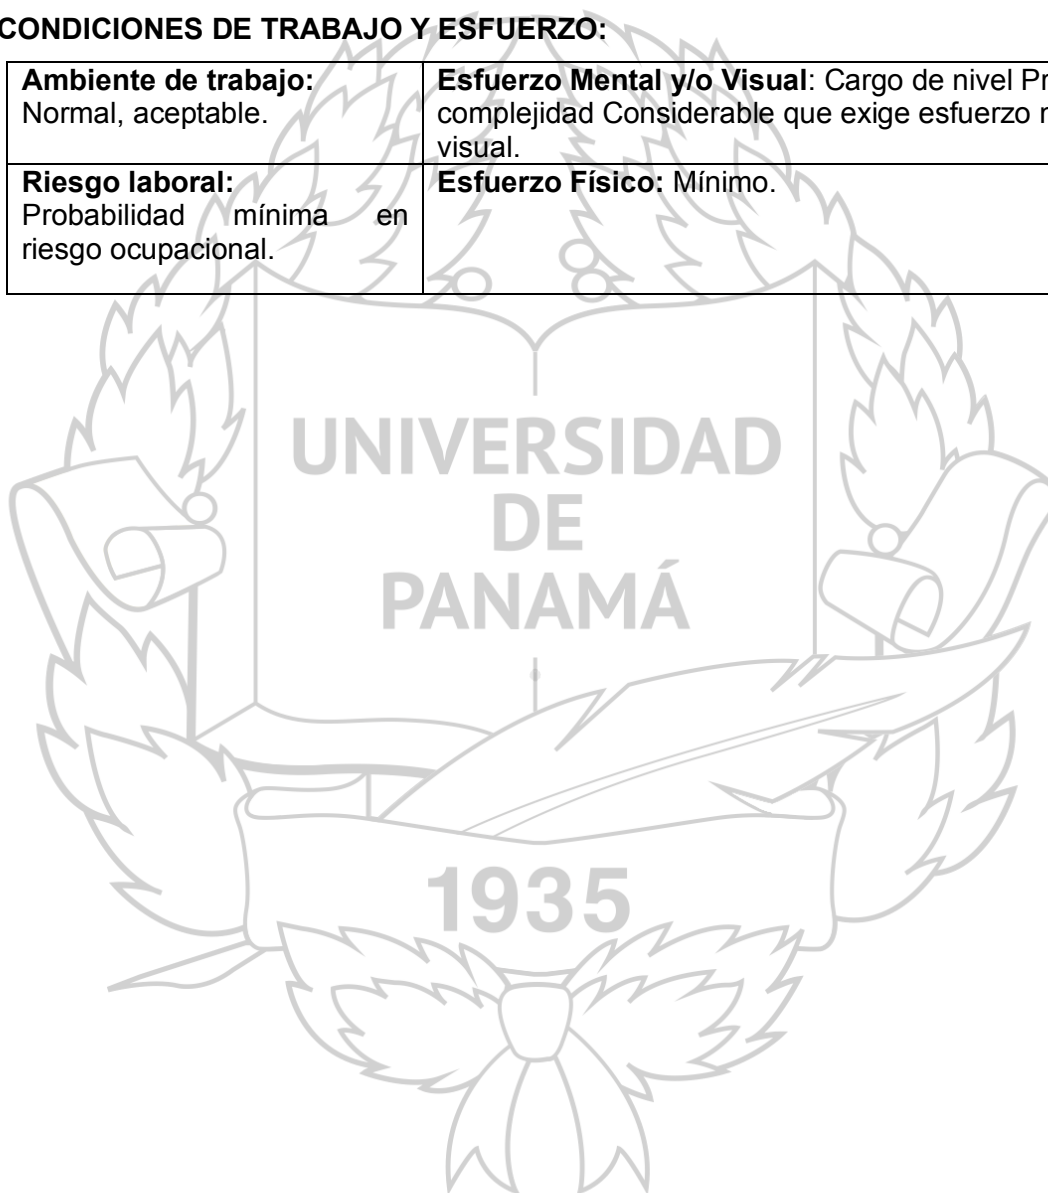 CONDICIONES DE TRABAJO Y ESFUERZO:
Ambiente de trabajo:
Normal, aceptable.
Esfuerzo Mental y/o Visual: Cargo de nivel
complejidad Considerable que exige esfuerzo
visual.
Riesgo laboral:
Probabilidad mínima en
riesgo ocupacional.
Esfuerzo Físico: Mínimo.
UNIVERSIDAD
DE
PANAMÁ
1935